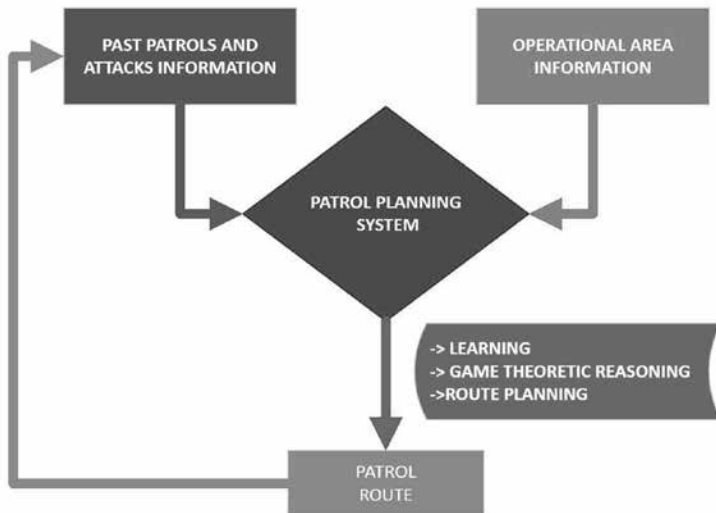 PAST PATROLS AND
ATTACKS INFORMATION
OPERATIONAL AREA
INFORMATION
PATROL PLANNING
SYSTEM
-> LEARNING
-> GAME THEORETIC REASONING
->ROUTE PLANNING
PATROL
ROUTE